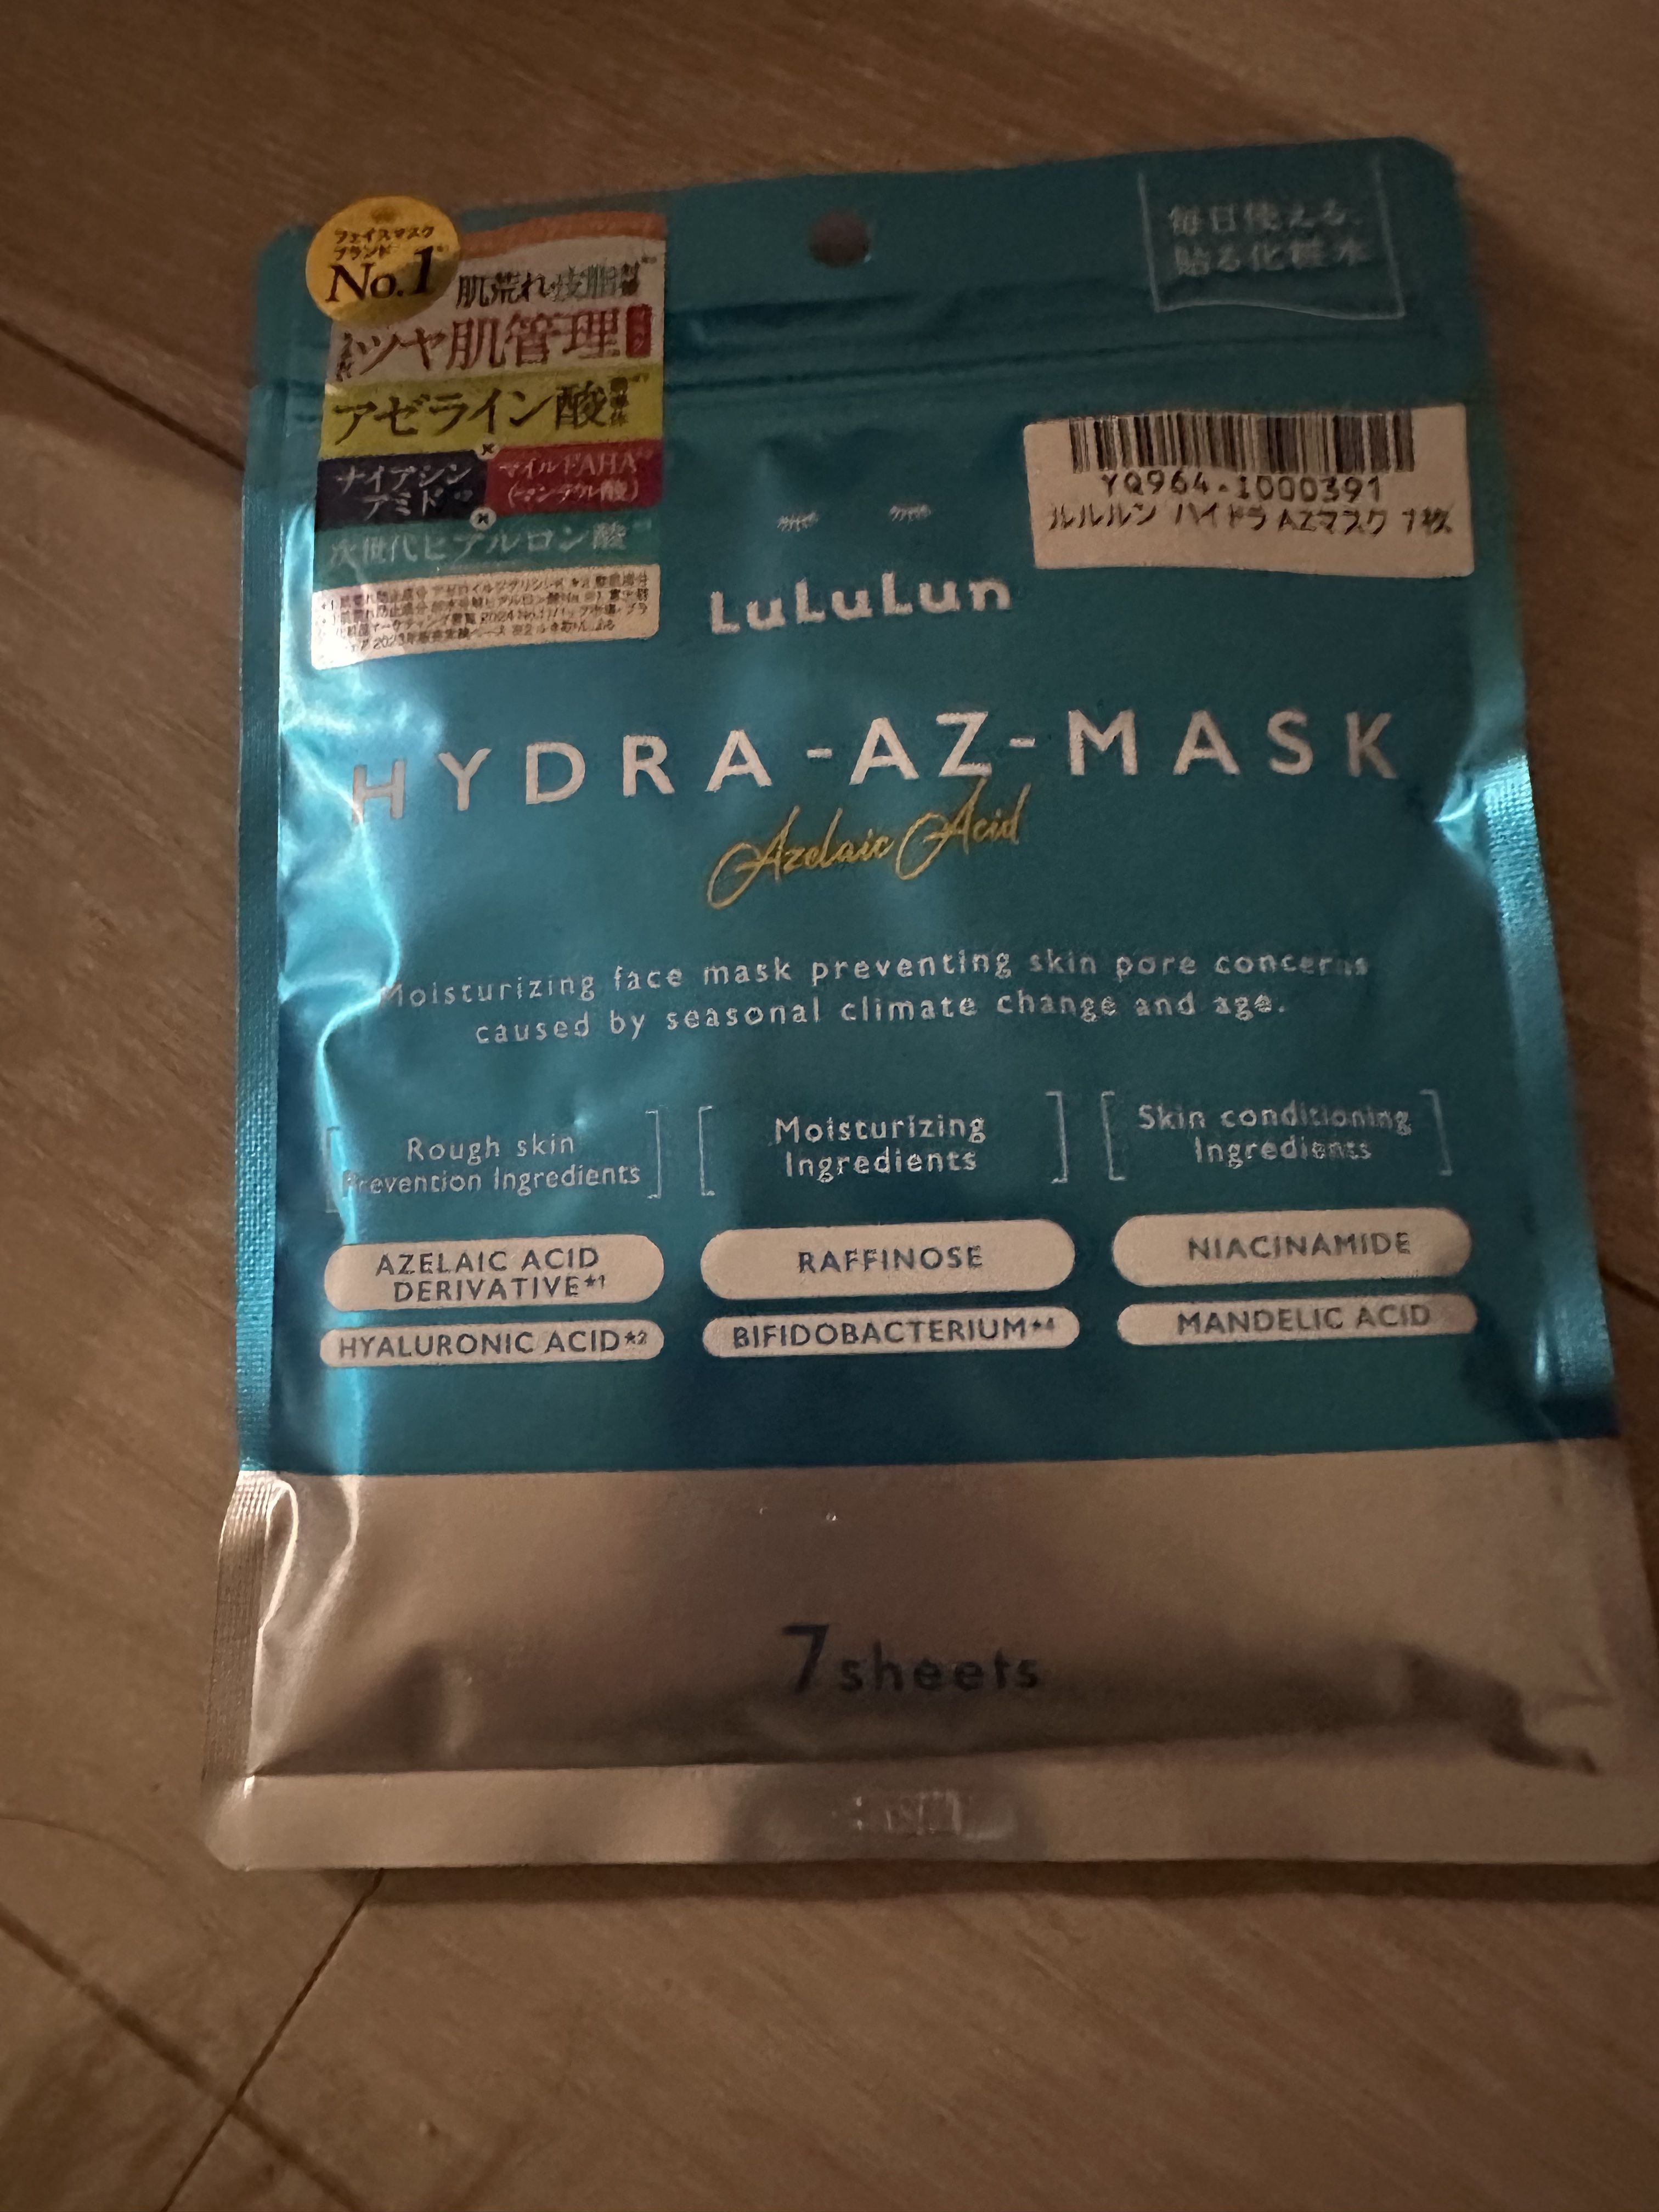 フェイスマスク
ブランド
No.1
肌荒れ・皮脂
ツヤ肌管理
アゼライン酸
誘導体
ナイアシン
アミド
×
マイルドAHA
(マンデル酸)
×
次世代ヒアルロン酸
毎日使える、
貼る化粧水
YQ964-1000391
ルルルン ハイドラ AZマスク 7枚
LuLuLun
HYDRA-AZ-MASK
Azelaic Acid
Moisturizing face mask preventing skin pore concerns
caused by seasonal climate change and age.
Rough skin
Prevention Ingredients
AZELAIC ACID
DERIVATIVE*1
HYALURONIC ACID*2
Moisturizing
Ingredients
RAFFINOSE
BIFIDOBACTERIUM*4
Skin conditioning
Ingredients
NIACINAMIDE
MANDELIC ACID
7sheets